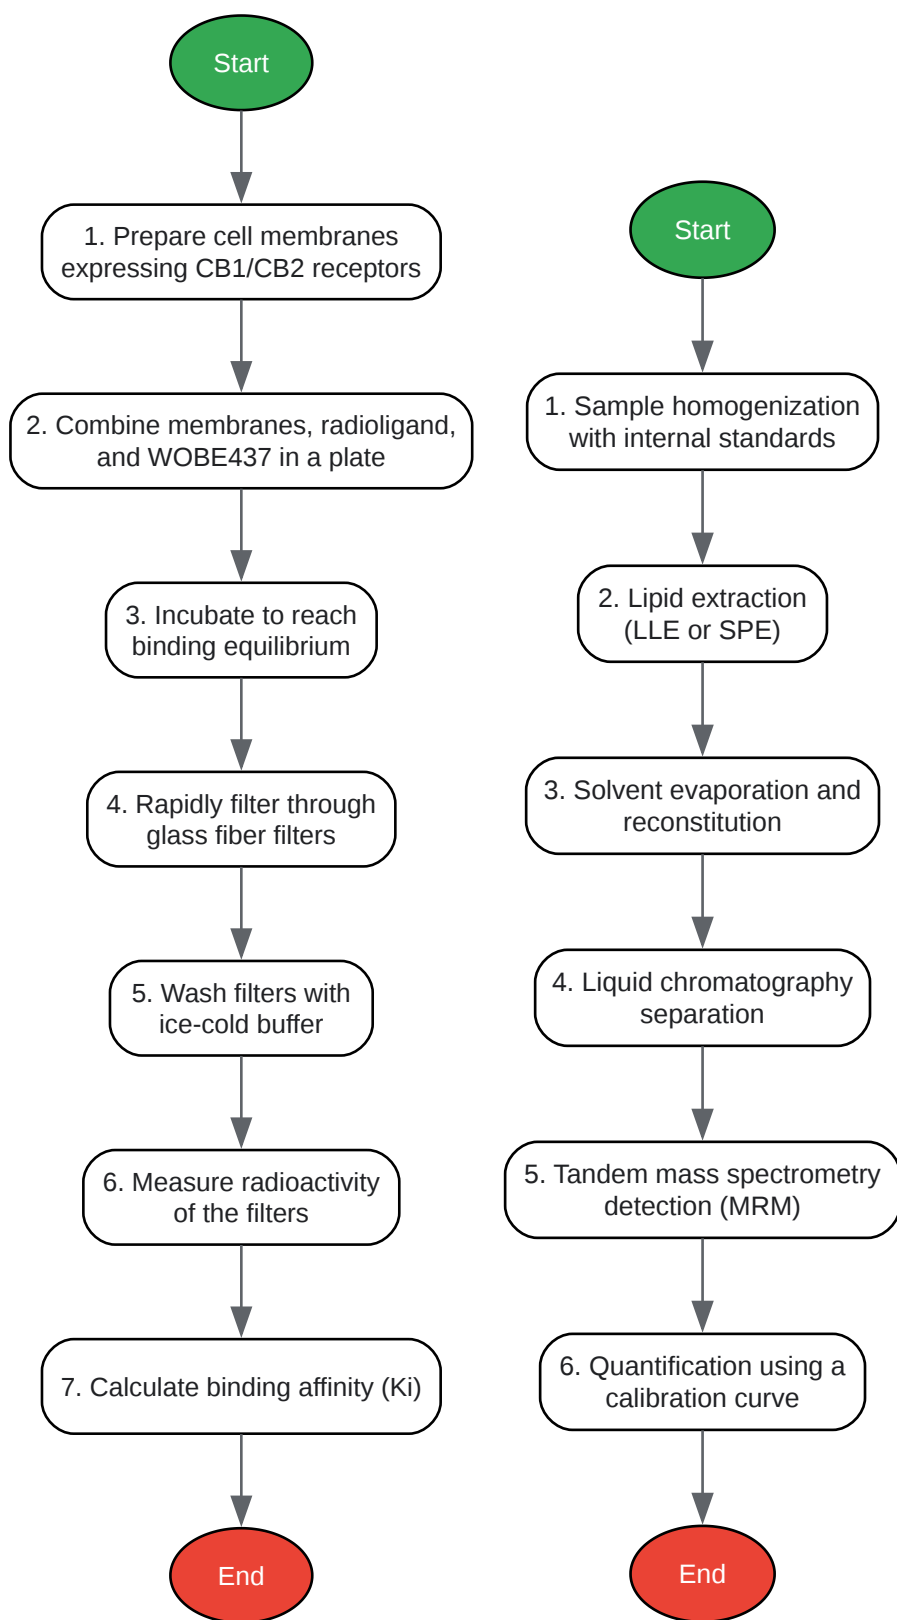 Start
1. Prepare cell membranes
expressing CB1/CB2 receptors
2. Combine membranes, radioligand,
and WOBE437 in a plate
3. Incubate to reach
binding equilibrium
4. Rapidly filter through
glass fiber filters
5. Wash filters with
ice-cold buffer
6. Measure radioactivity
of the filters
7. Calculate binding affinity (Ki)
End
Start
1. Sample homogenization
with internal standards
2. Lipid extraction
(LLE or SPE)
3. Solvent evaporation and
reconstitution
4. Liquid chromatography
separation
5. Tandem mass spectrometry
detection (MRM)
6. Quantification using a
calibration curve
End